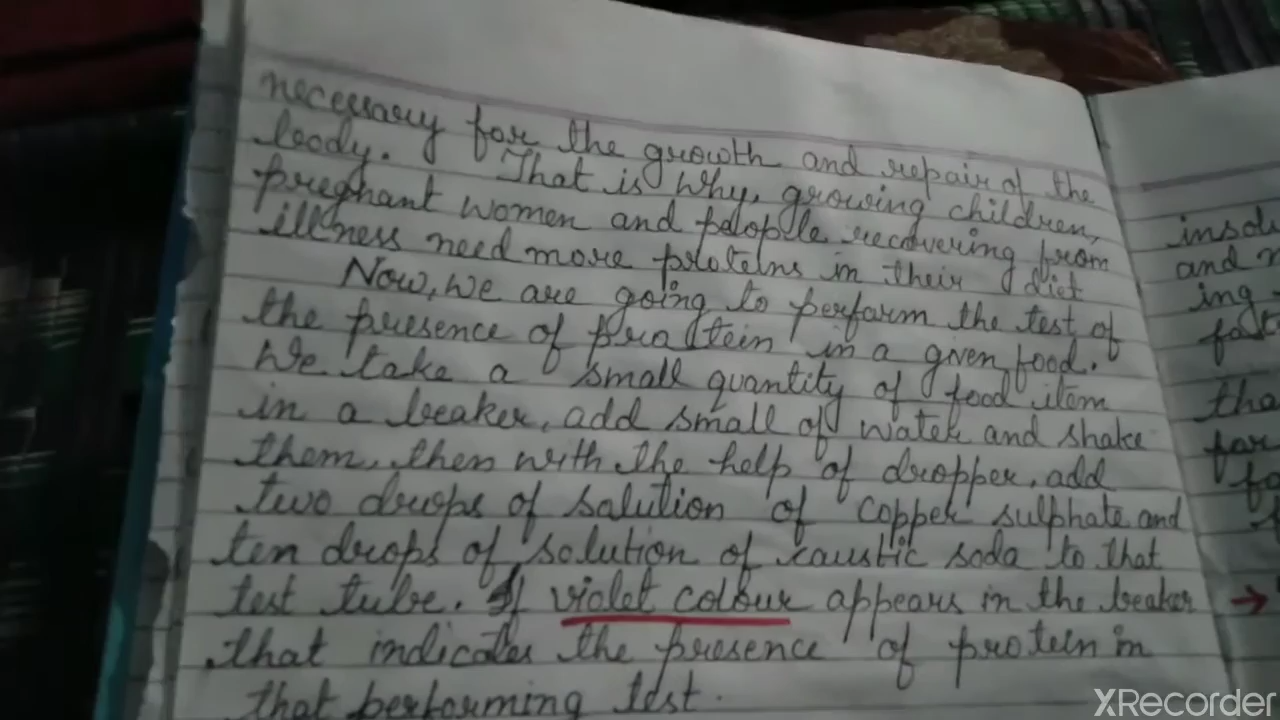 necessary for the growth and repair of the
body. That is why, growing children,
pregnant women and people recovering from
illness need more proteins in their diet
Now, we are going to perform the test of
the presence of protein in a given food.
We take a small quantity of food item
in a beaker, add small of water and shake
them, then with the help of dropper, add
two drops of solution of copper sulphate and
ten drops of solution of caustic soda to that
test tube. If violet colour appears in the beaker
that indicates the presence of protein in
that performing test.
and
ing
XRecorder